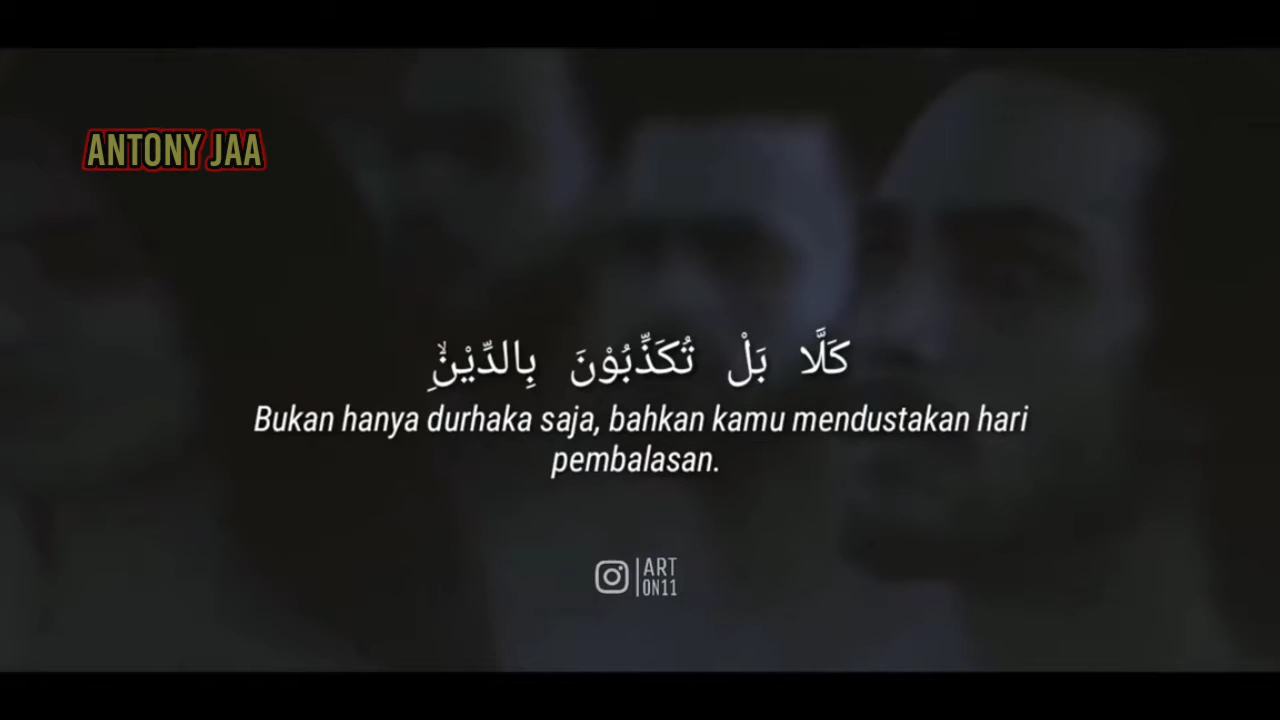 ANTONY JAA
كَلَّا بَلْ تُكَذِّبُوْنَ بِالدِّيْنِۙ
Bukan hanya durhaka saja, bahkan kamu mendustakan hari
pembalasan.
ART
ON11